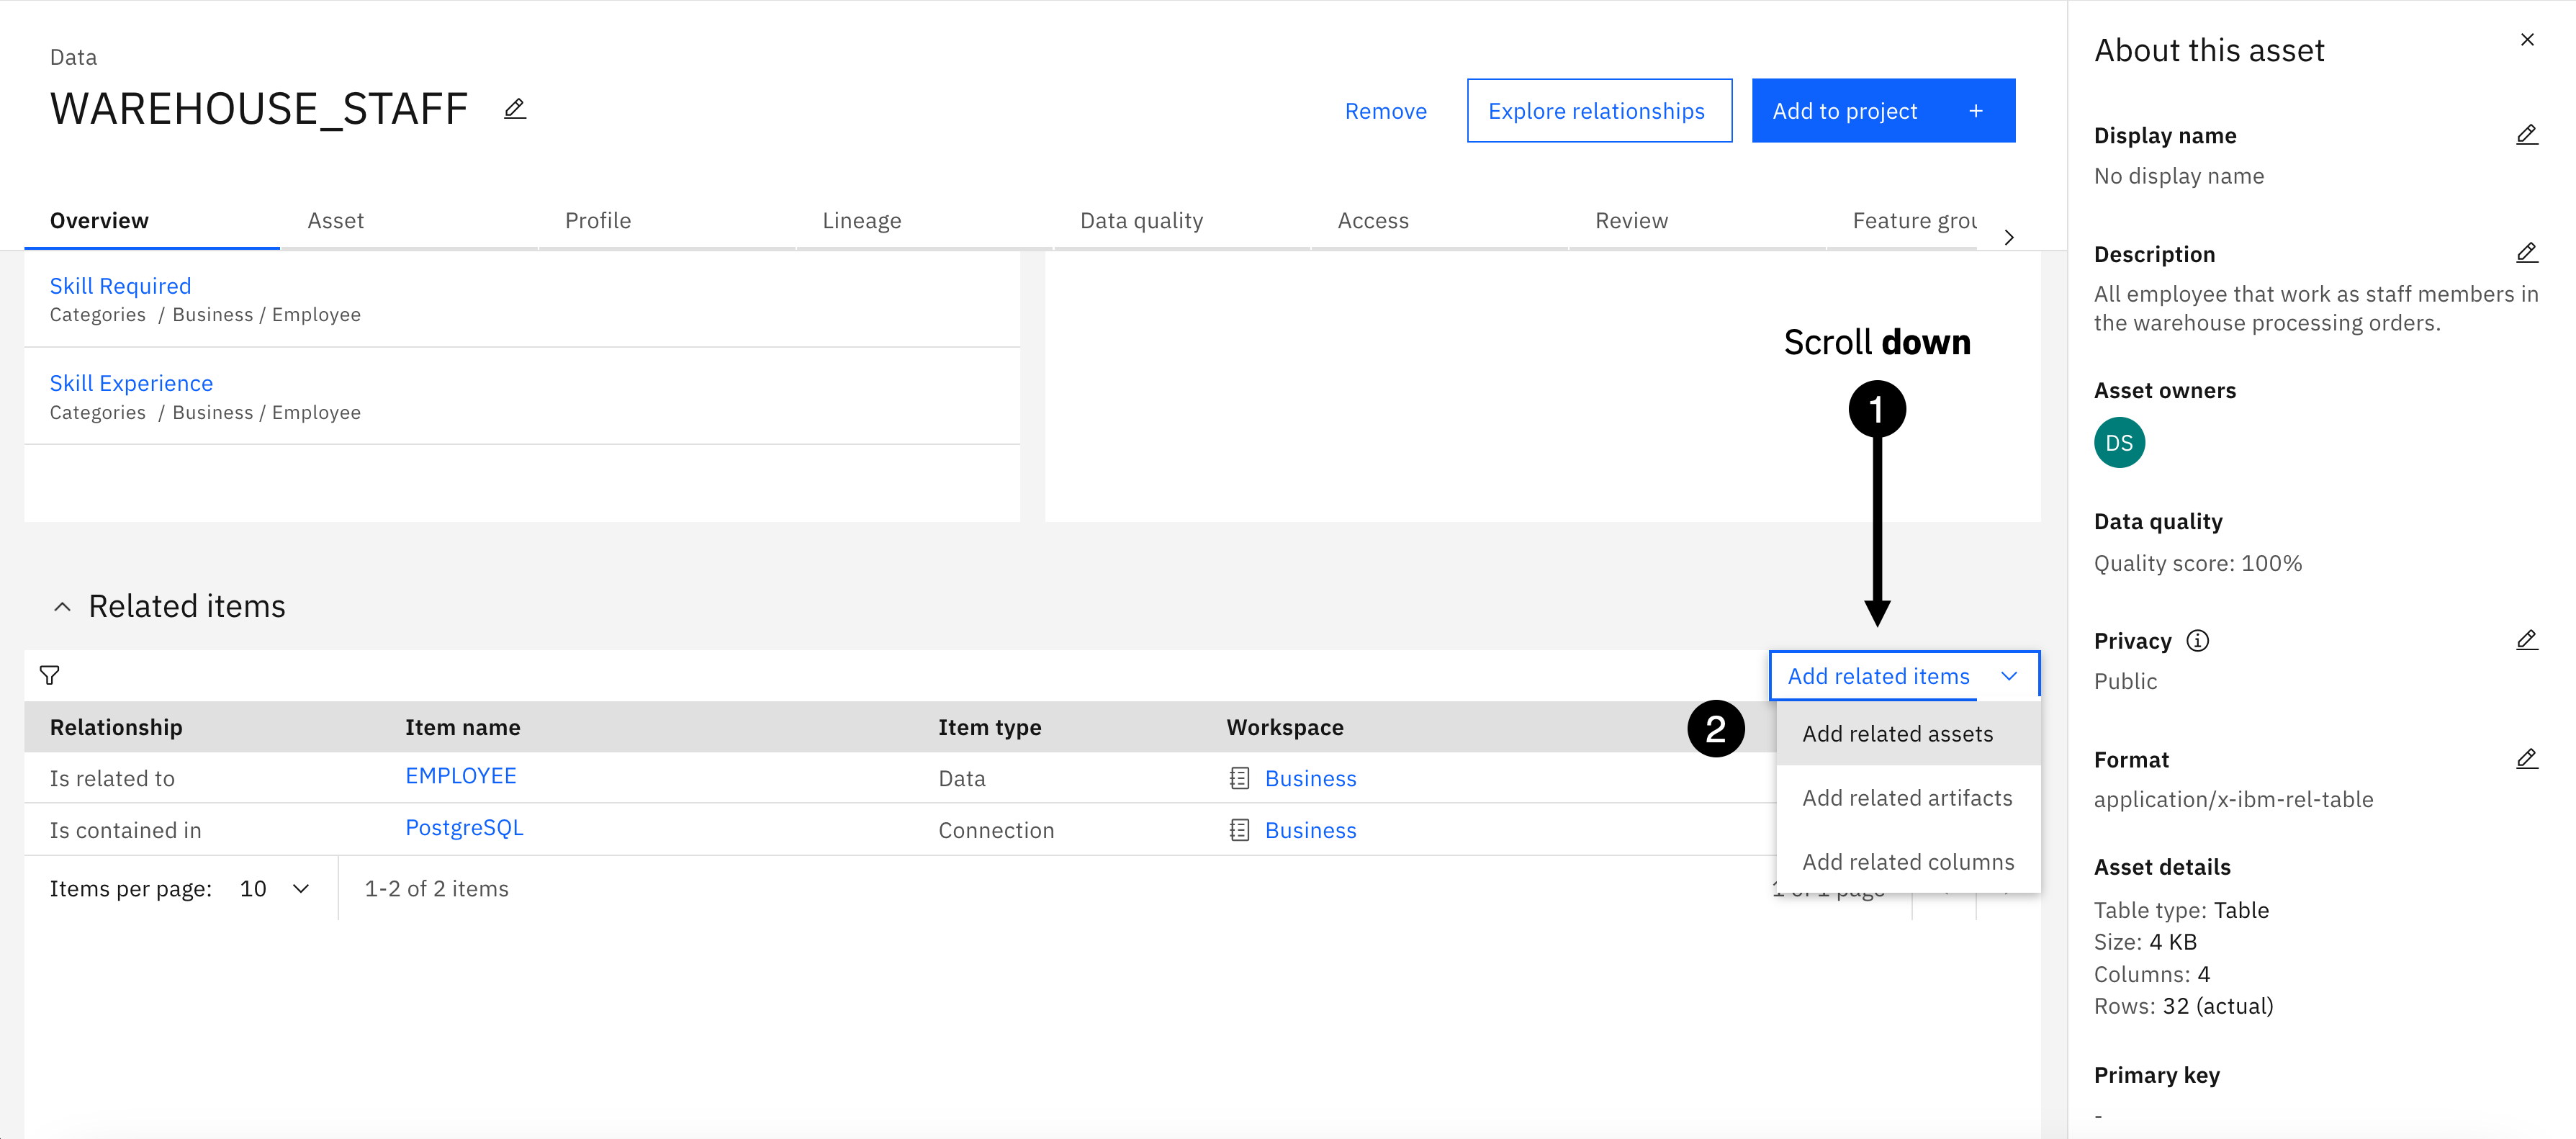 Data
WAREHOUSE_STAFF
Remove
Explore relationships
Add to project +
Overview
Asset
Profile
Lineage
Data quality
Access
Review
Feature grou
Skill Required
Categories / Business / Employee
Skill Experience
Categories / Business / Employee
Scroll down
1
Related items
Add related items
2
Add related assets
Add related artifacts
Add related columns
Relationship Item name Item type Workspace
Is related to EMPLOYEE Data Business
Is contained in PostgreSQL Connection Business
Items per page: 10 1-2 of 2 items 1 of 1 page
About this asset
Display name
No display name
Description
All employee that work as staff members in
the warehouse processing orders.
Asset owners
DS
Data quality
Quality score: 100%
Privacy
Public
Format
application/x-ibm-rel-table
Asset details
Table type: Table
Size: 4 KB
Columns: 4
Rows: 32 (actual)
Primary key
-